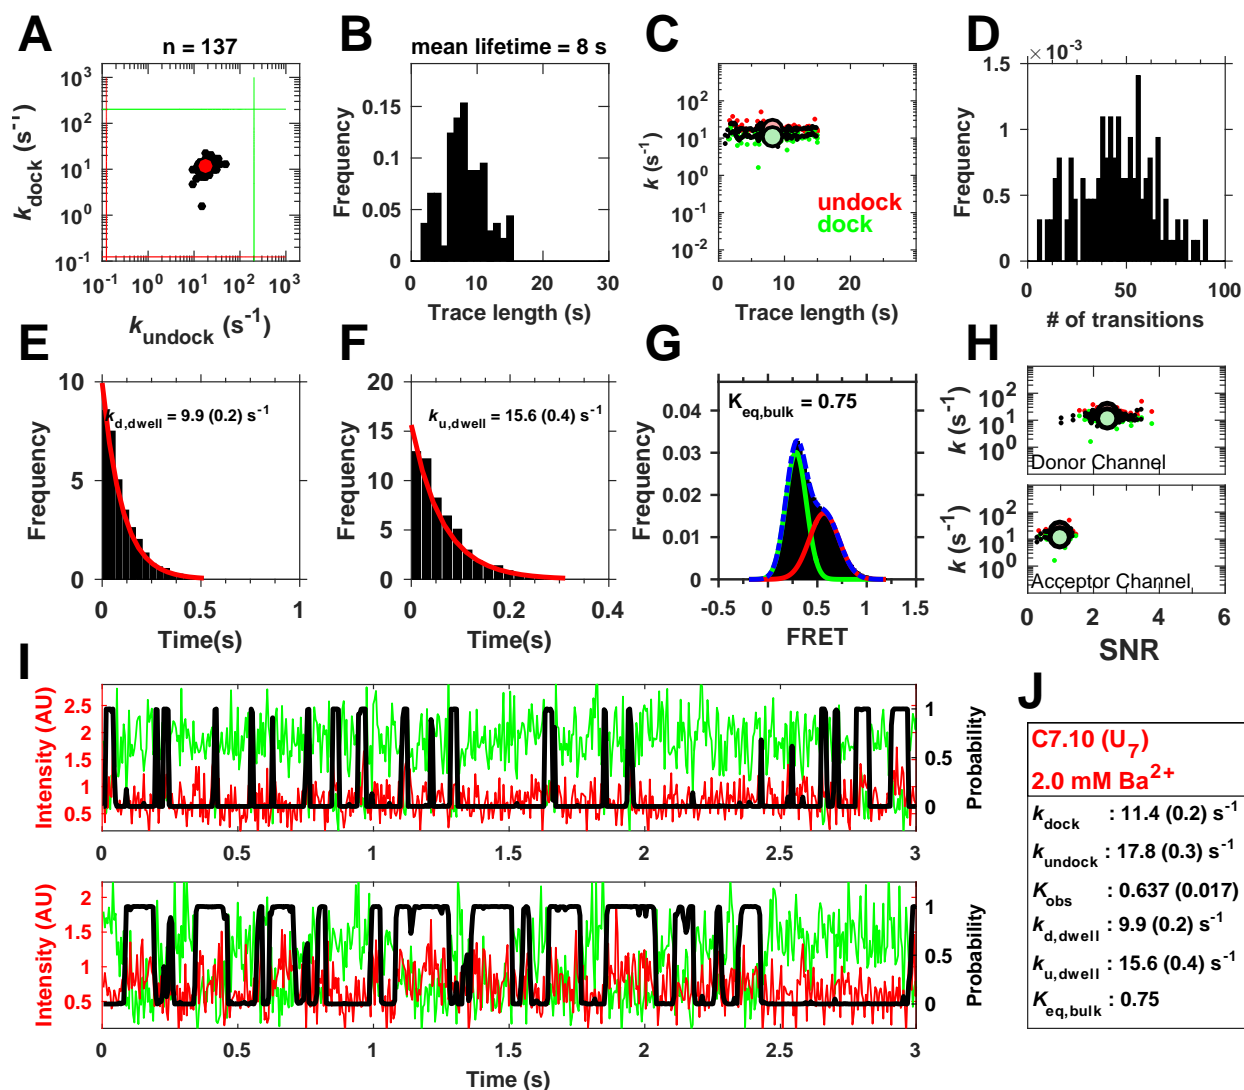 A
n = 137
k_dock (s⁻¹)
10³
10²
10¹
10⁰
10⁻¹
10⁻¹ 10⁰ 10¹ 10² 10³
k_undock (s⁻¹)
B
mean lifetime = 8 s
Frequency
0.15
0.1
0.05
0
0 10 20 30
Trace length (s)
C
k (s⁻¹)
10²
10¹
10⁰
10⁻¹
10⁻²
undock
dock
0 10 20
Trace length (s)
D
×10⁻³
Frequency
1.5
1
0.5
0
0 50 100
# of transitions
E
Frequency
10
5
0
k_d,dwell = 9.9 (0.2) s⁻¹
0 0.5 1
Time(s)
F
Frequency
20
15
10
5
0
k_u,dwell = 15.6 (0.4) s⁻¹
0 0.2 0.4
Time(s)
G
K_eq,bulk = 0.75
Frequency
0.04
0.03
0.02
0.01
0
-0.5 0 0.5 1 1.5
FRET
H
k (s⁻¹)
10²
10⁰
Donor Channel
k (s⁻¹)
10²
10¹
10⁰
Acceptor Channel
0 2 4 6
SNR
I
Intensity (AU)
2.5
2
1.5
1
0.5
1
0.5
0
Probability
0 0.5 1 1.5 2 2.5 3
Intensity (AU)
2
1.5
1
0.5
1
0.5
0
Probability
0 0.5 1 1.5 2 2.5 3
Time (s)
J
C7.10 (U₇)
2.0 mM Ba²⁺
k_dock : 11.4 (0.2) s⁻¹
k_undock : 17.8 (0.3) s⁻¹
K_obs : 0.637 (0.017)
k_d,dwell : 9.9 (0.2) s⁻¹
k_u,dwell : 15.6 (0.4) s⁻¹
K_eq,bulk : 0.75